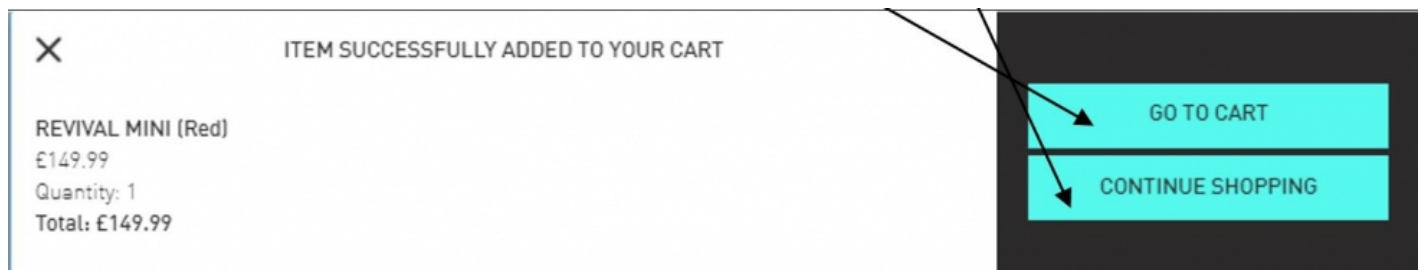 ITEM SUCCESSFULLY ADDED TO YOUR CART
REVIVAL MINI (Red)
£149.99
Quantity: 1
Total: £149.99
GO TO CART
CONTINUE SHOPPING